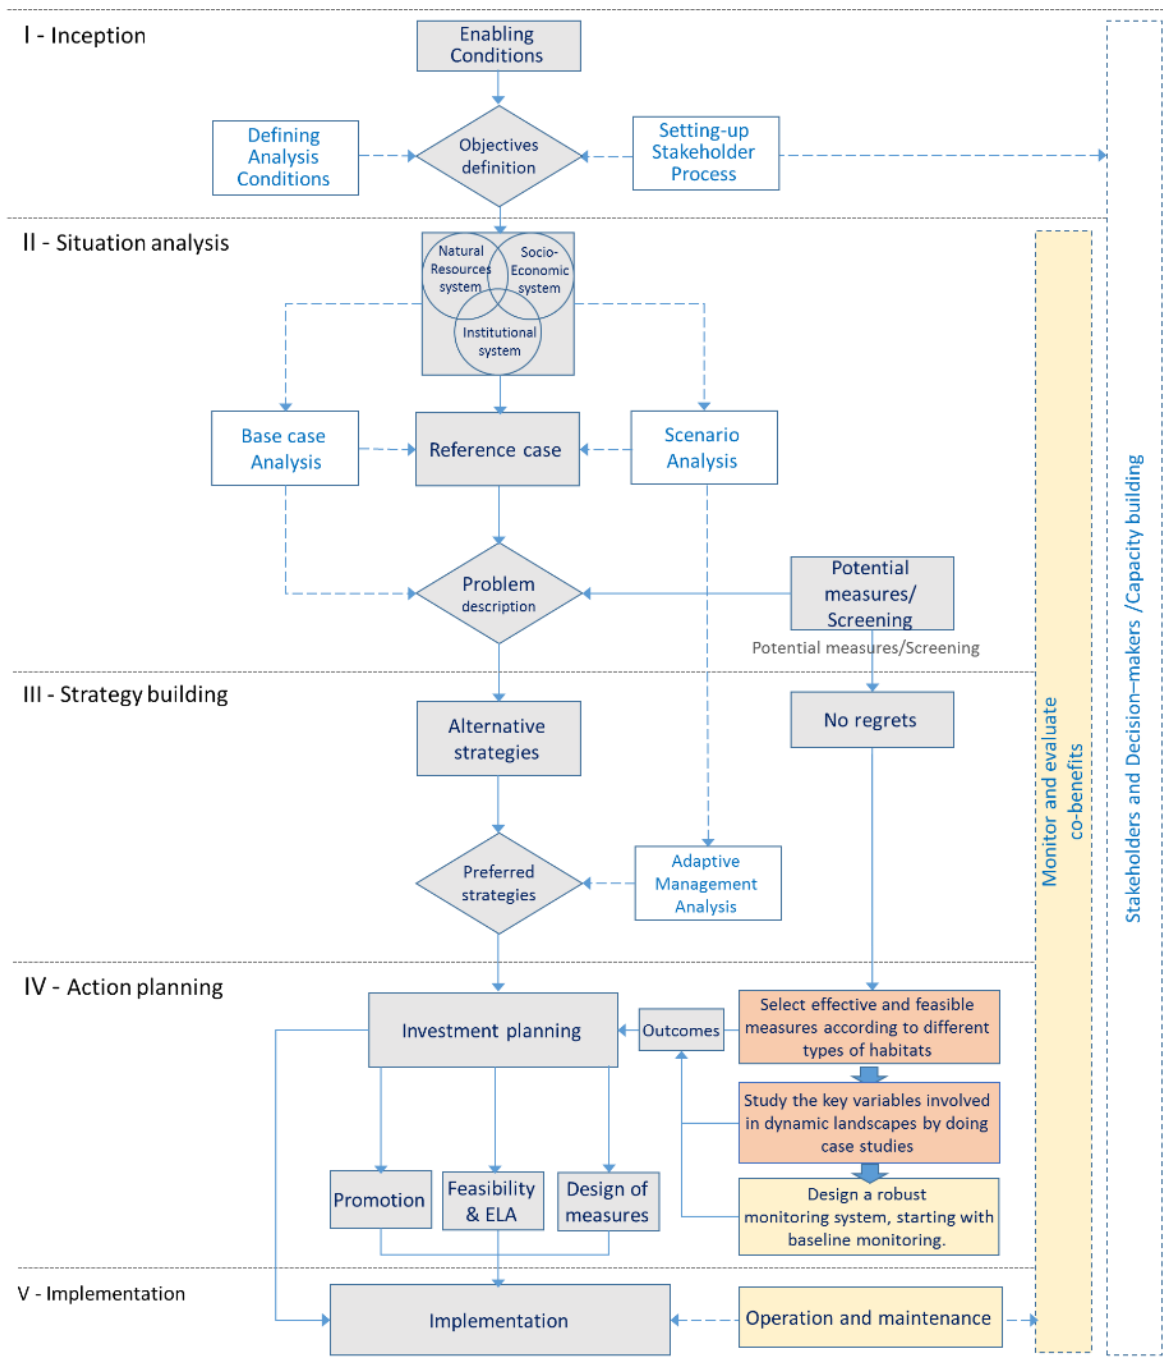 I - Inception
Enabling
Conditions
Defining
Analysis
Conditions
Objectives
definition
Setting-up
Stakeholder
Process
II - Situation analysis
Natural
Resources
system
Socio-
Economic
system
Institutional
system
Base case
Analysis
Reference case
Scenario
Analysis
Problem
description
Potential
measures/
Screening
Potential measures/Screening
III - Strategy building
Alternative
strategies
No regrets
Preferred
strategies
Adaptive
Management
Analysis
IV - Action planning
Investment planning
Outcomes
Select effective and feasible
measures according to different
types of habitats
Study the key variables involved
in dynamic landscapes by doing
case studies
Promotion
Feasibility
& ELA
Design of
measures
Design a robust
monitoring system, starting with
baseline monitoring.
V - Implementation
Implementation
Operation and maintenance
Monitor and evaluate
co-benefits
Stakeholders and Decision–makers /Capacity building